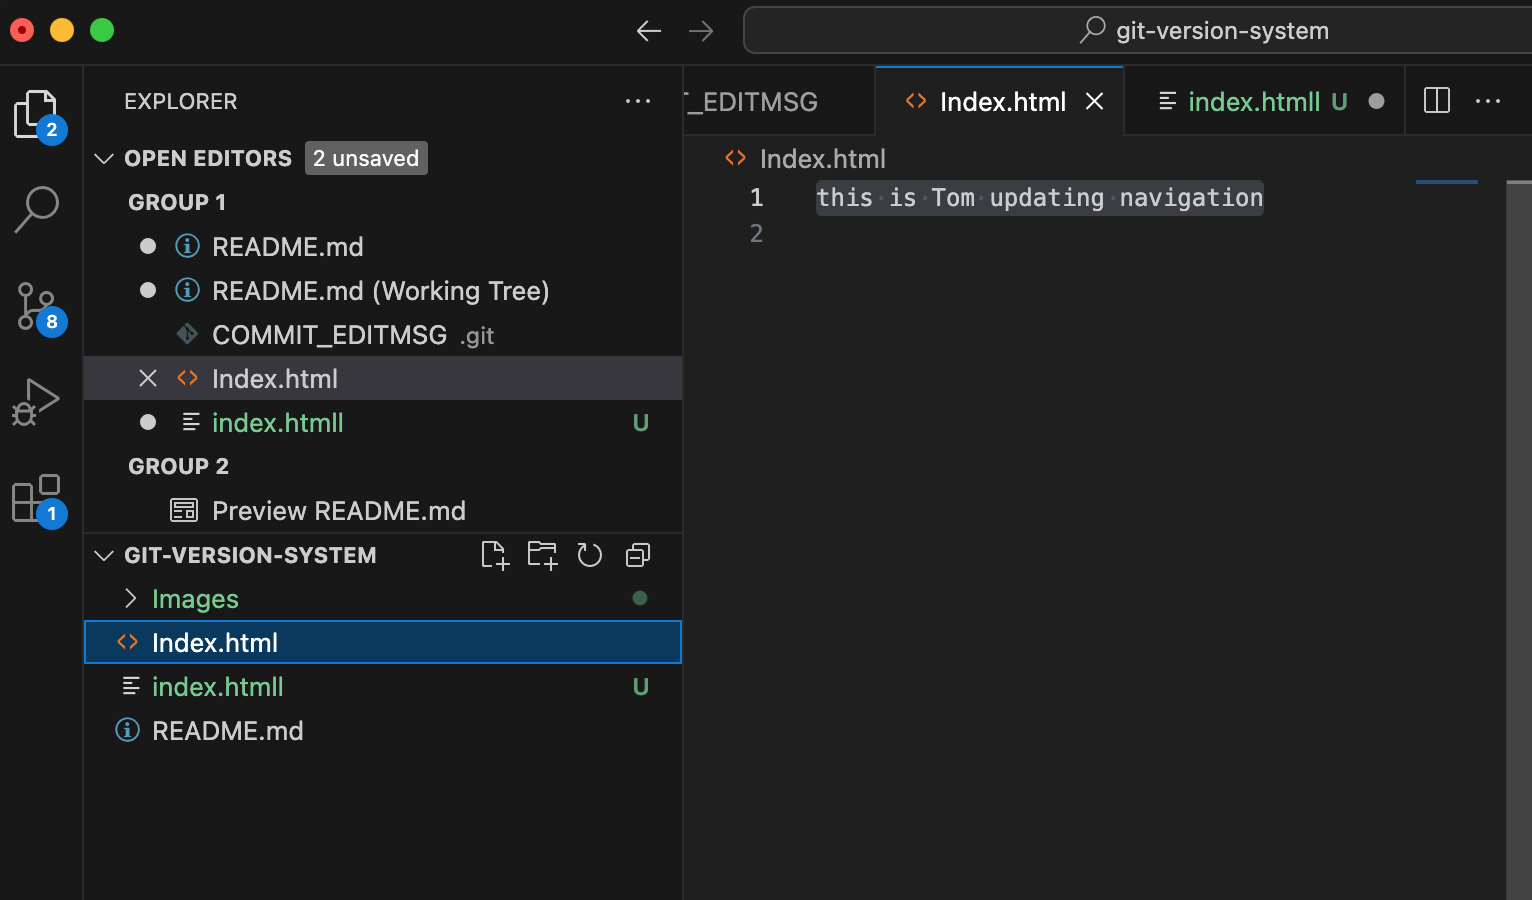 git-version-system
EXPLORER
2
OPEN EDITORS 2 unsaved
GROUP 1
README.md
README.md (Working Tree)
8
COMMIT_EDITMSG .git
Index.html
index.htmll U
GROUP 2
1
Preview README.md
GIT-VERSION-SYSTEM
Images
Index.html
index.htmll U
README.md
_EDITMSG
Index.html
index.htmll U
Index.html
1 this is Tom updating navigation
2